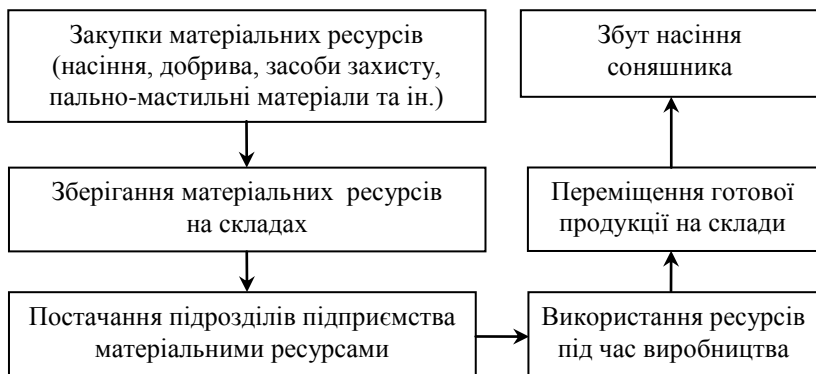 Закупки матеріальних ресурсів
(насіння, добрива, засоби захисту,
пально-мастильні матеріали та ін.)
Зберігання матеріальних ресурсів
на складах
Постачання підрозділів підприємства
матеріальними ресурсами
Використання ресурсів
під час виробництва
Переміщення готової
продукції на склади
Збут насіння
соняшника